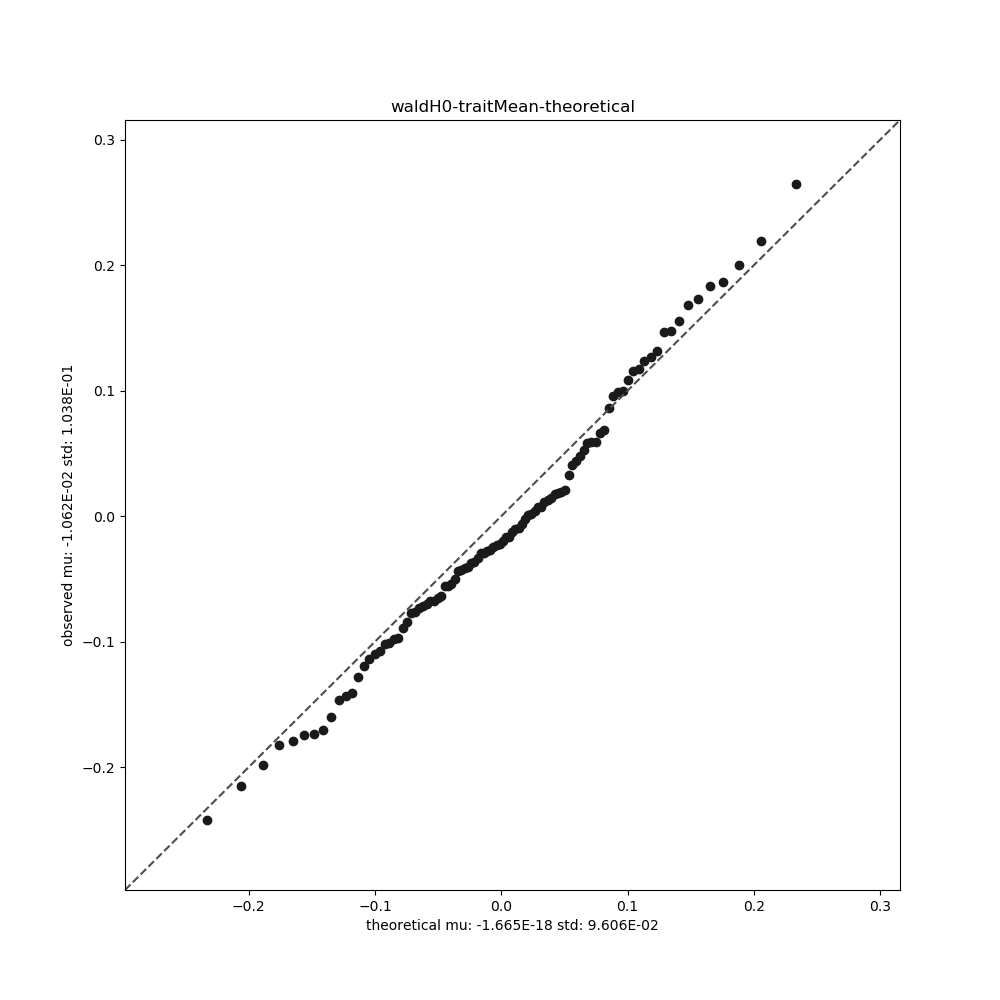 waldH0-traitMean-theoretical
0.3
0.2
0.1
0.0
−0.1
−0.2
observed mu: -1.062E-02 std: 1.038E-01
−0.2 −0.1 0.0 0.1 0.2 0.3
theoretical mu: -1.665E-18 std: 9.606E-02